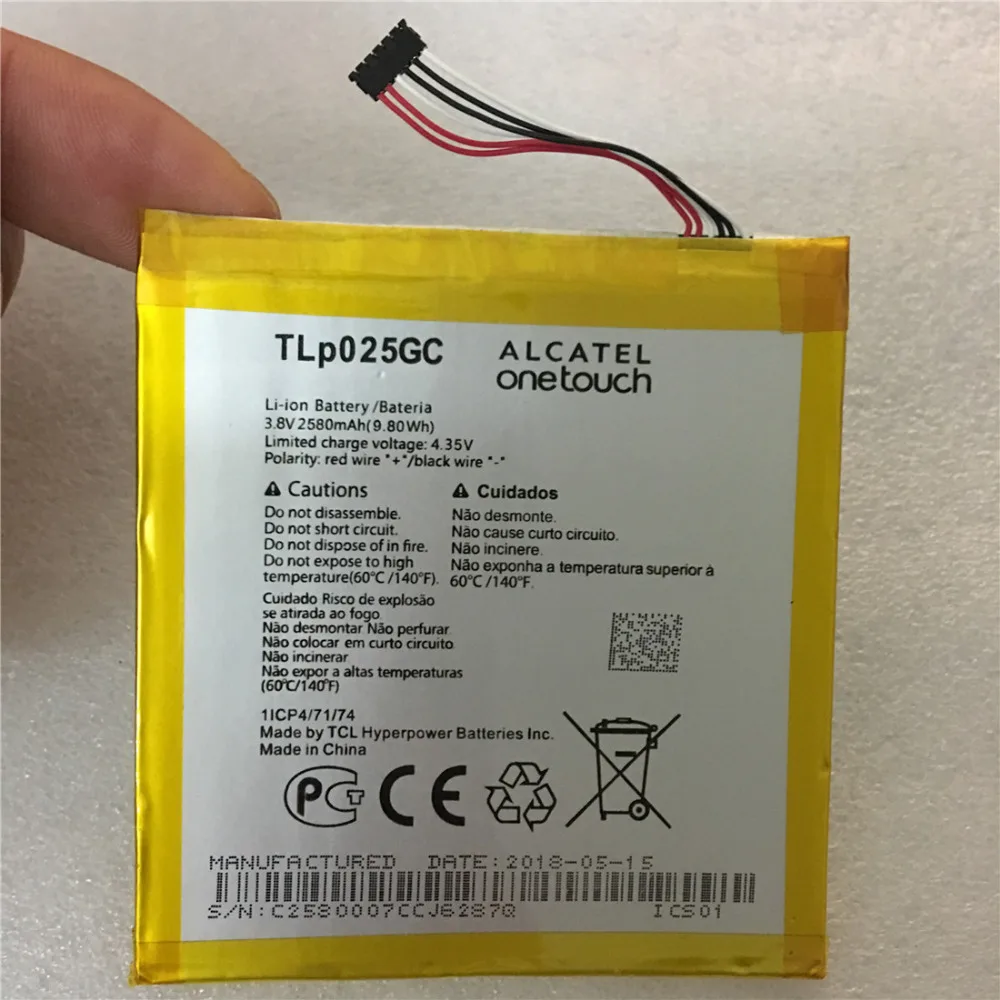 TLp025GC
ALCATEL
onetouch
Li-ion Battery /Bateria
3.8V 2580mAh(9.80Wh)
Limited charge voltage: 4.35V
Polarity: red wire "+"/black wire "-"
Cautions
Do not disassemble.
Do not short circuit.
Do not dispose of in fire.
Do not expose to high
temperature(60°C /140°F).
Cuidados
Não desmonte.
Não cause curto circuito.
Não incinere.
Não exponha a temperatura superior à
60°C /140°F.
Cuidado Risco de explosão
se atirada ao fogo
Não desmontar Não perfurar
Não colocar em curto circuito
Não incinerar
Não expor a altas temperaturas
(60°C/140°F)
1ICP4/71/74
Made by TCL Hyperpower Batteries Inc.
Made in China
PCT CE
MANUFACTURED DATE:2018-05-15
S/N:C2580007CCJ6287Q ICS01